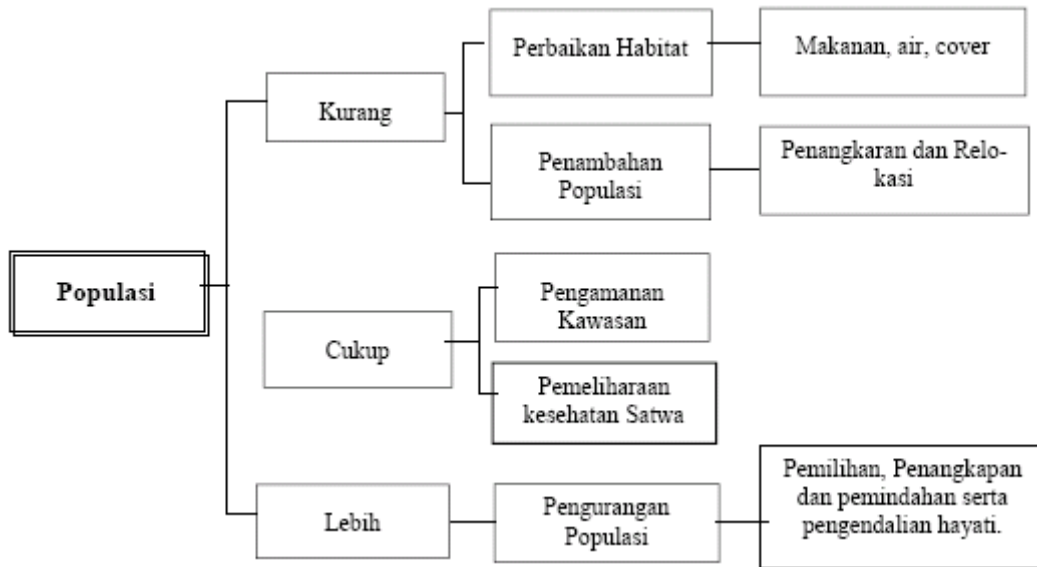 Perbaikan Habitat
Makanan, air, cover
Kurang
Penambahan
Populasi
Penangkaran dan Relo-
kasi
Populasi
Pengamanan
Kawasan
Cukup
Pemeliharaan
kesehatan Satwa
Lebih
Pengurangan
Populasi
Pemilihan, Penangkapan
dan pemindahan serta
pengendalian hayati.